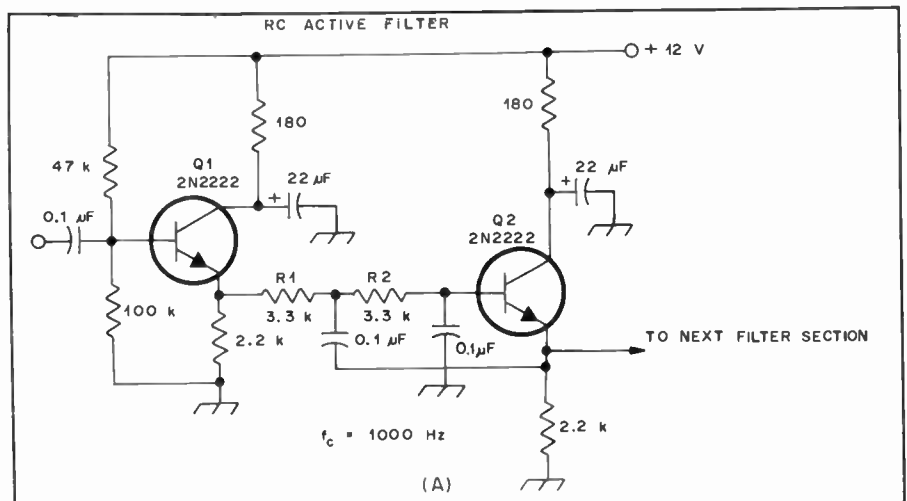 RC ACTIVE FILTER
+ 12 V
180
180
47 k
Q1
2N2222
22 µF
+
22 µF
+
0.1 µF
Q2
2N2222
R1
R2
3.3 k
3.3 k
100 k
2.2 k
0.1 µF
0.1µF
TO NEXT FILTER SECTION
2.2 k
fc = 1000 Hz
(A)